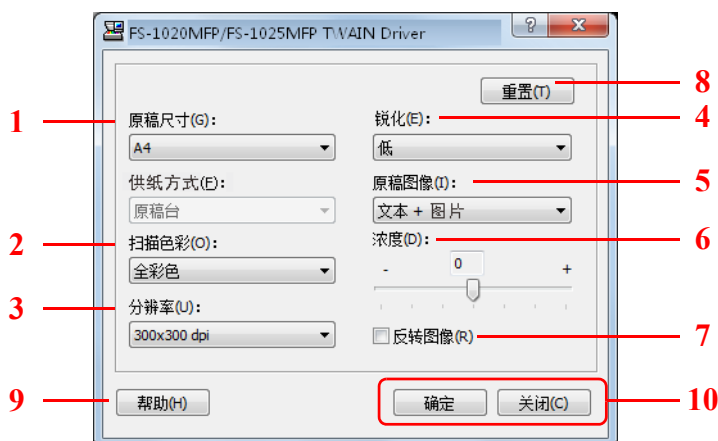 FS-1020MFP/FS-1025MFP TWAIN Driver
重置(T)
8
1
原稿尺寸(G):
锐化(E):
4
A4
低
供纸方式(F):
原稿图像(I):
5
原稿台
文本 + 图片
2
扫描色彩(O):
浓度(D):
6
全彩色
- 0 +
3
分辨率(U):
300x300 dpi
反转图像(R)
7
9
帮助(H)
确定
关闭(C)
10